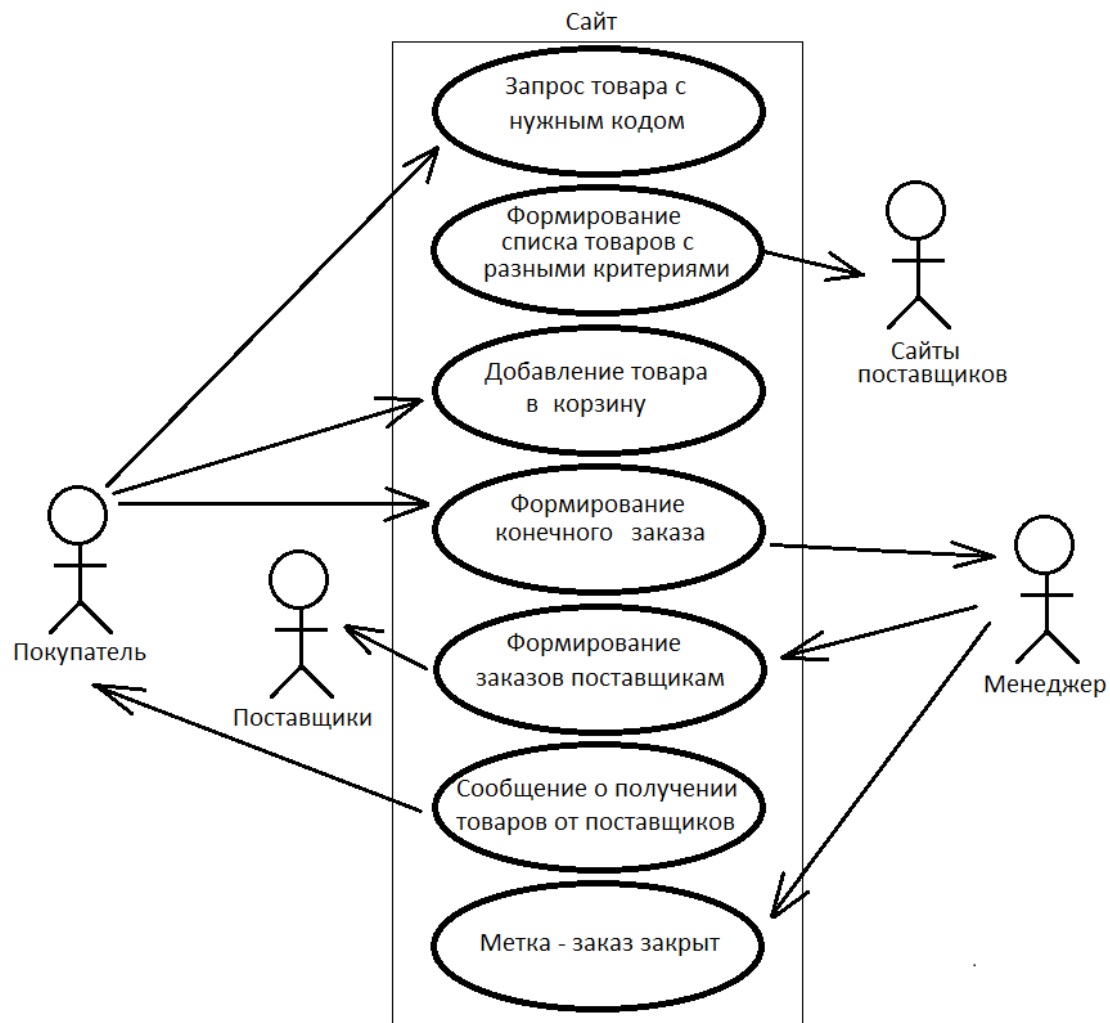 Сайт
Запрос товара с
нужным кодом
Формирование
списка товаров с
разными критериями
Сайты
поставщиков
Добавление товара
в корзину
Формирование
конечного заказа
Покупатель
Поставщики
Менеджер
Формирование
заказов поставщикам
Сообщение о получении
товаров от поставщиков
Метка - заказ закрыт